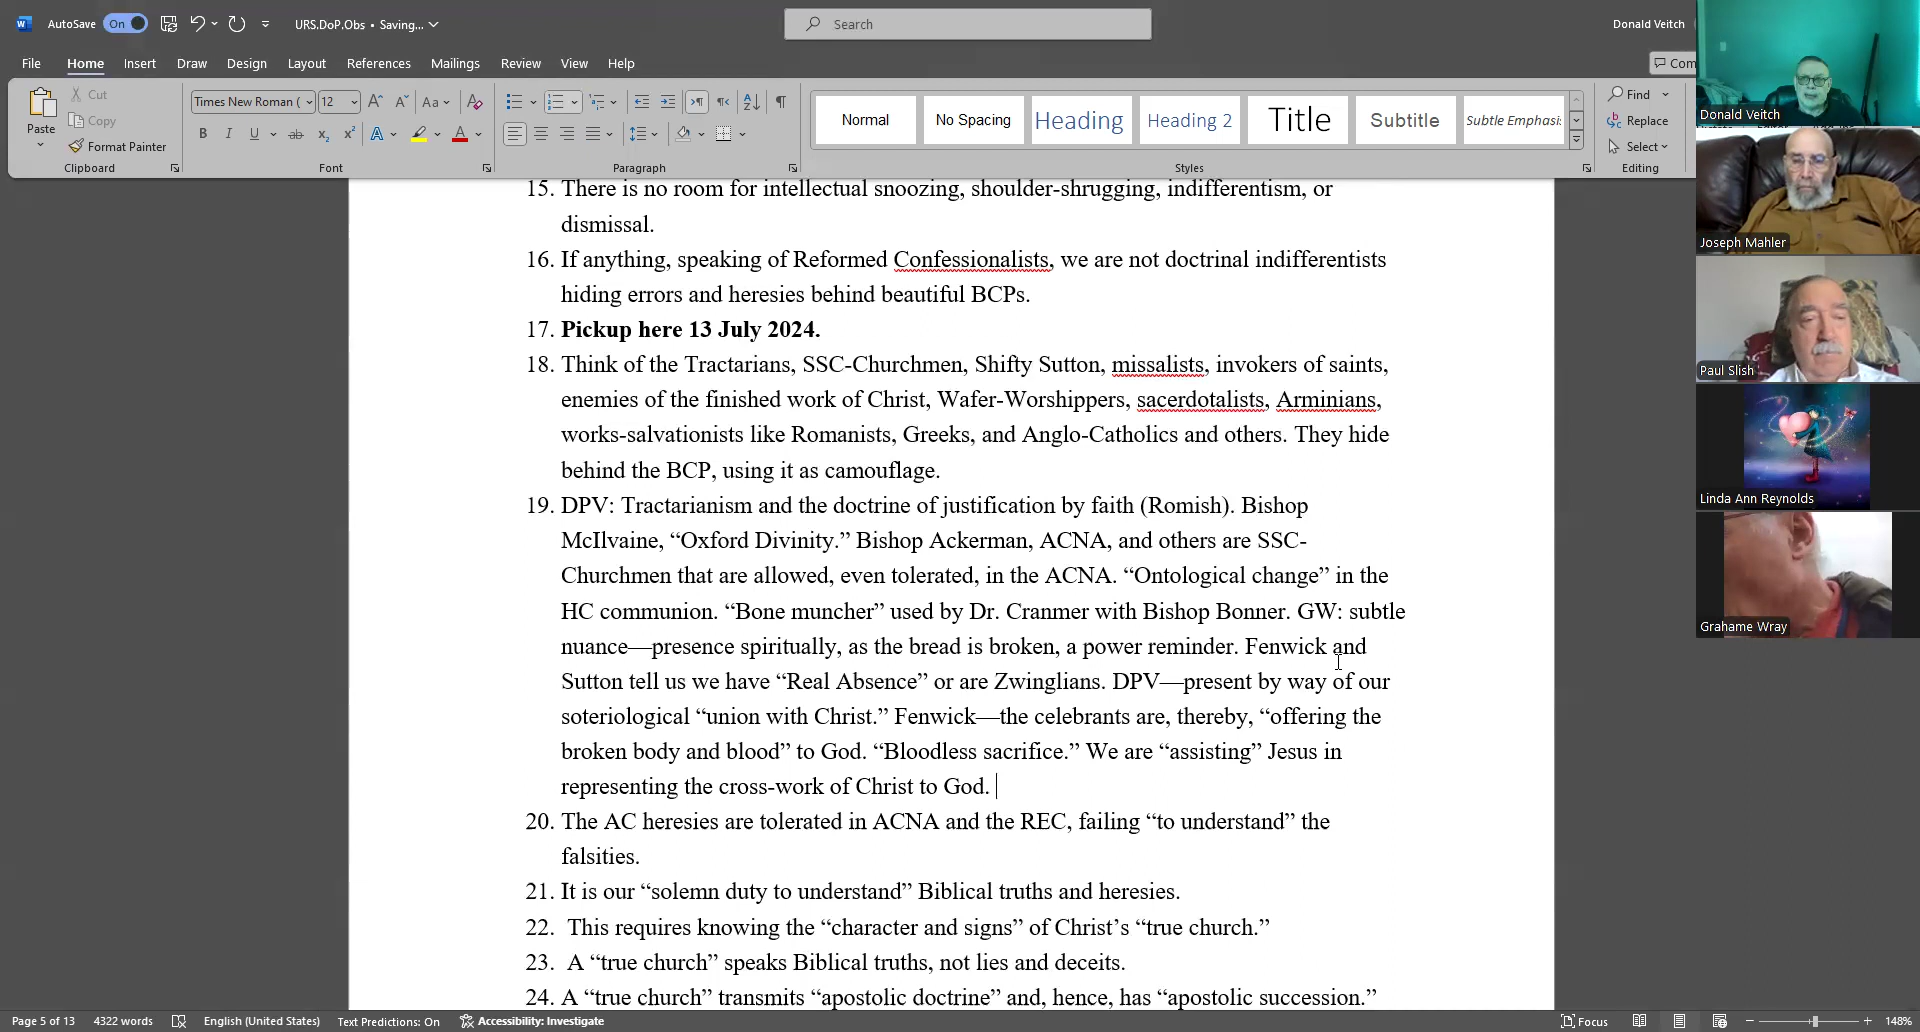 AutoSave On URS.DoP.Obs • Saving... Search Donald Veitch
File Home Insert Draw Design Layout References Mailings Review View Help Com
Paste Cut Copy Format Painter
Times New Roman ( 12 Aa
Normal No Spacing Heading Heading 2 Title Subtitle Subtle Emphasi:
Find Replace Select
Clipboard Font Paragraph Styles Editing
15. There is no room for intellectual snoozing, shoulder-shrugging, indifferentism, or
dismissal.
16. If anything, speaking of Reformed Confessionalists, we are not doctrinal indifferentists
hiding errors and heresies behind beautiful BCPs.
17. Pickup here 13 July 2024.
18. Think of the Tractarians, SSC-Churchmen, Shifty Sutton, missalists, invokers of saints,
enemies of the finished work of Christ, Wafer-Worshippers, sacerdotalists, Arminians,
works-salvationists like Romanists, Greeks, and Anglo-Catholics and others. They hide
behind the BCP, using it as camouflage.
19. DPV: Tractarianism and the doctrine of justification by faith (Romish). Bishop
McIlvaine, “Oxford Divinity.” Bishop Ackerman, ACNA, and others are SSC-
Churchmen that are allowed, even tolerated, in the ACNA. “Ontological change” in the
HC communion. “Bone muncher” used by Dr. Cranmer with Bishop Bonner. GW: subtle
nuance—presence spiritually, as the bread is broken, a power reminder. Fenwick and
Sutton tell us we have “Real Absence” or are Zwinglians. DPV—present by way of our
soteriological “union with Christ.” Fenwick—the celebrants are, thereby, “offering the
broken body and blood” to God. “Bloodless sacrifice.” We are “assisting” Jesus in
representing the cross-work of Christ to God.
20. The AC heresies are tolerated in ACNA and the REC, failing “to understand” the
falsities.
21. It is our “solemn duty to understand” Biblical truths and heresies.
22. This requires knowing the “character and signs” of Christ’s “true church.”
23. A “true church” speaks Biblical truths, not lies and deceits.
24. A “true church” transmits “apostolic doctrine” and, hence, has “apostolic succession.”
Donald Veitch
Joseph Mahler
Paul Slish
Linda Ann Reynolds
Grahame Wray
Page 5 of 13 4322 words English (United States) Text Predictions: On Accessibility: Investigate Focus 148%